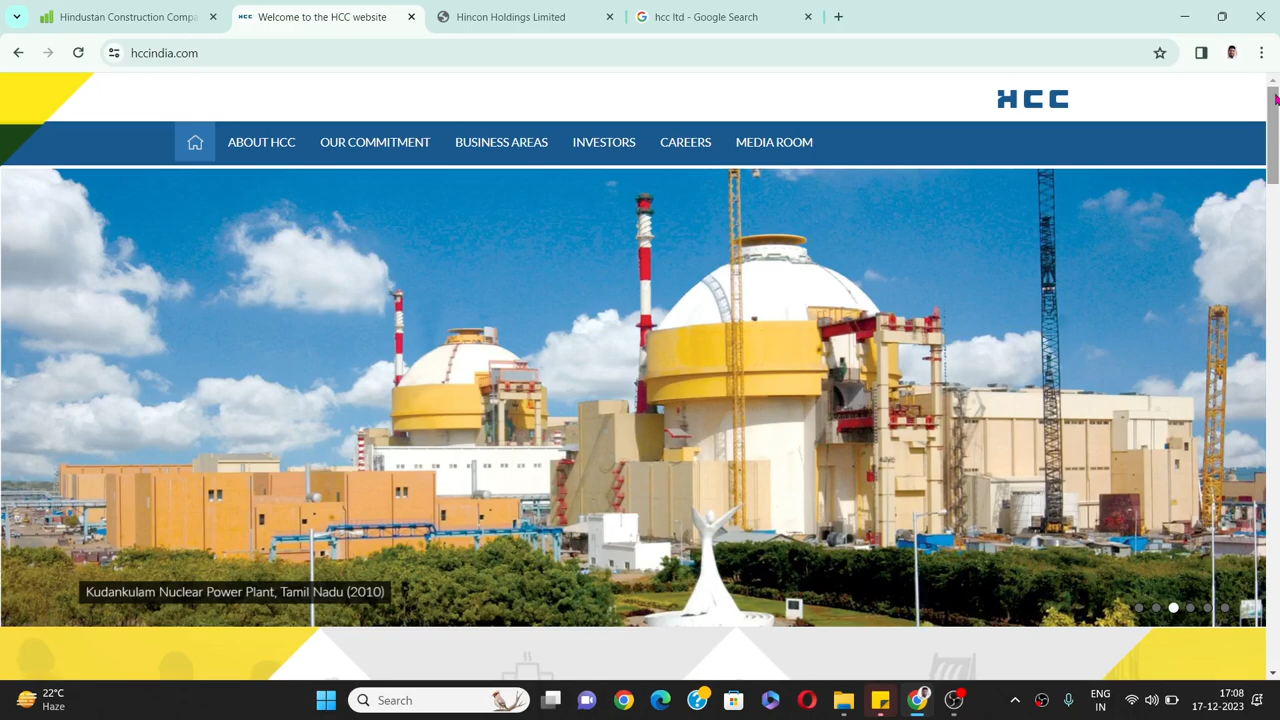 Hindustan Construction Compa
Welcome to the HCC website
Hincon Holdings Limited
hcc ltd - Google Search
hccindia.com
HCC
ABOUT HCC
OUR COMMITMENT
BUSINESS AREAS
INVESTORS
CAREERS
MEDIA ROOM
Kudankulam Nuclear Power Plant, Tamil Nadu (2010)
22°C
Haze
Search
ENG
IN
17:08
17-12-2023